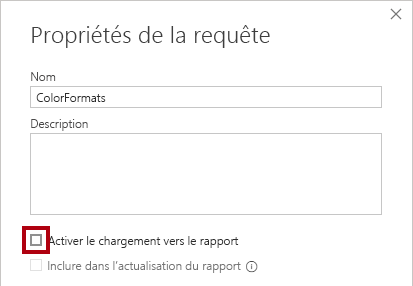 Propriétés de la requête
Nom
ColorFormats
Description
Activer le chargement vers le rapport
Inclure dans l'actualisation du rapport